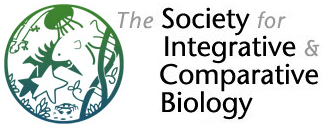 The Society for
Integrative &
Comparative
Biology